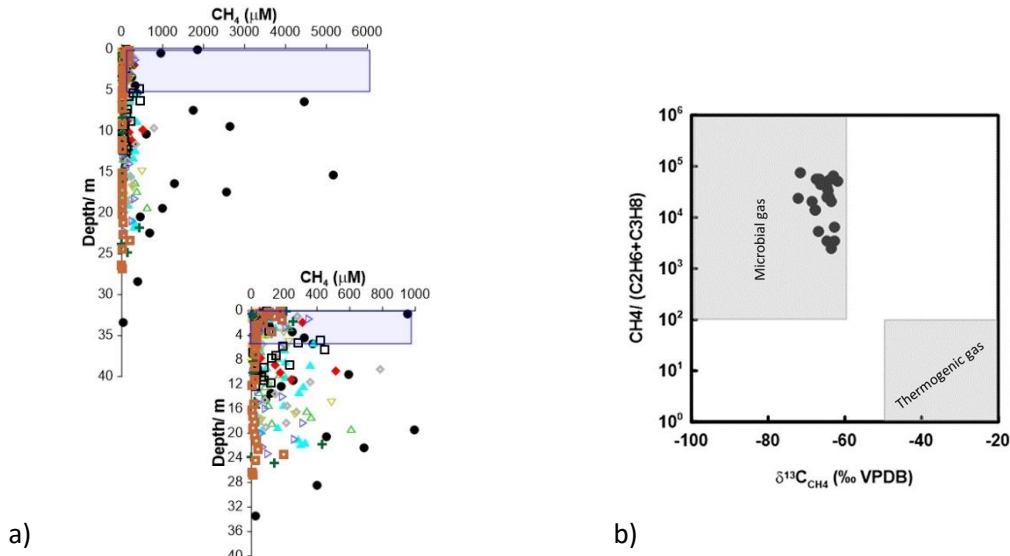 CH₄ (μM)
0 1000 2000 3000 4000 5000 6000
0
5
10
15
20
25
30
35
40
Depth/ m
CH₄ (μM)
0 200 400 600 800 1000
0
4
8
12
16
20
24
28
32
36
40
Depth/ m
a)
10⁶
10⁵
10⁴
10³
10²
10¹
10⁰
CH4/ (C2H6+C3H8)
Microbial gas
Thermogenic gas
-100 -80 -60 -40 -20
δ¹³C_CH4 (‰ VPDB)
b)